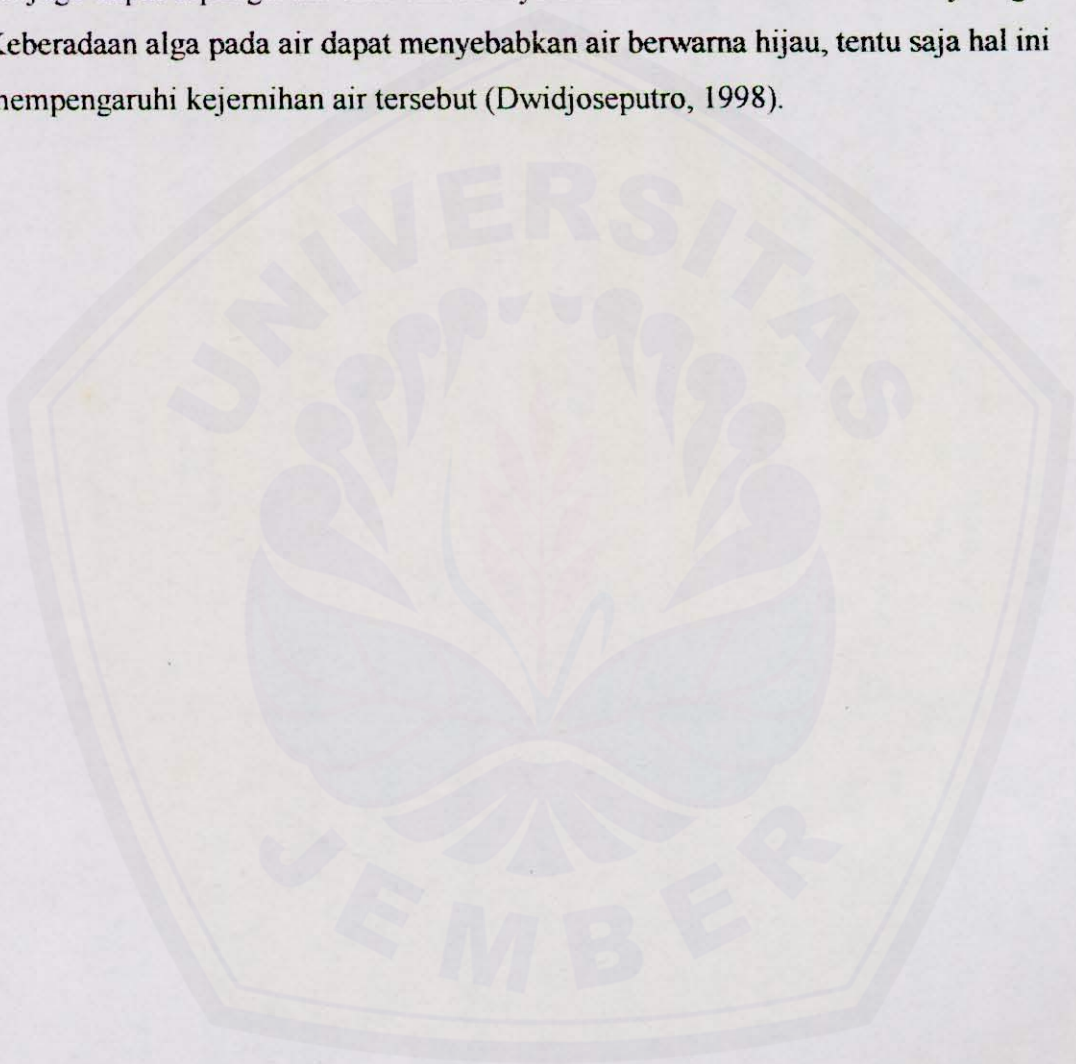 Keberadaan alga pada air dapat menyebabkan air berwarna hijau, tentu saja hal ini
mempengaruhi kejernihan air tersebut (Dwidjoseputro, 1998).
UNIVERSITAS
JEMBER